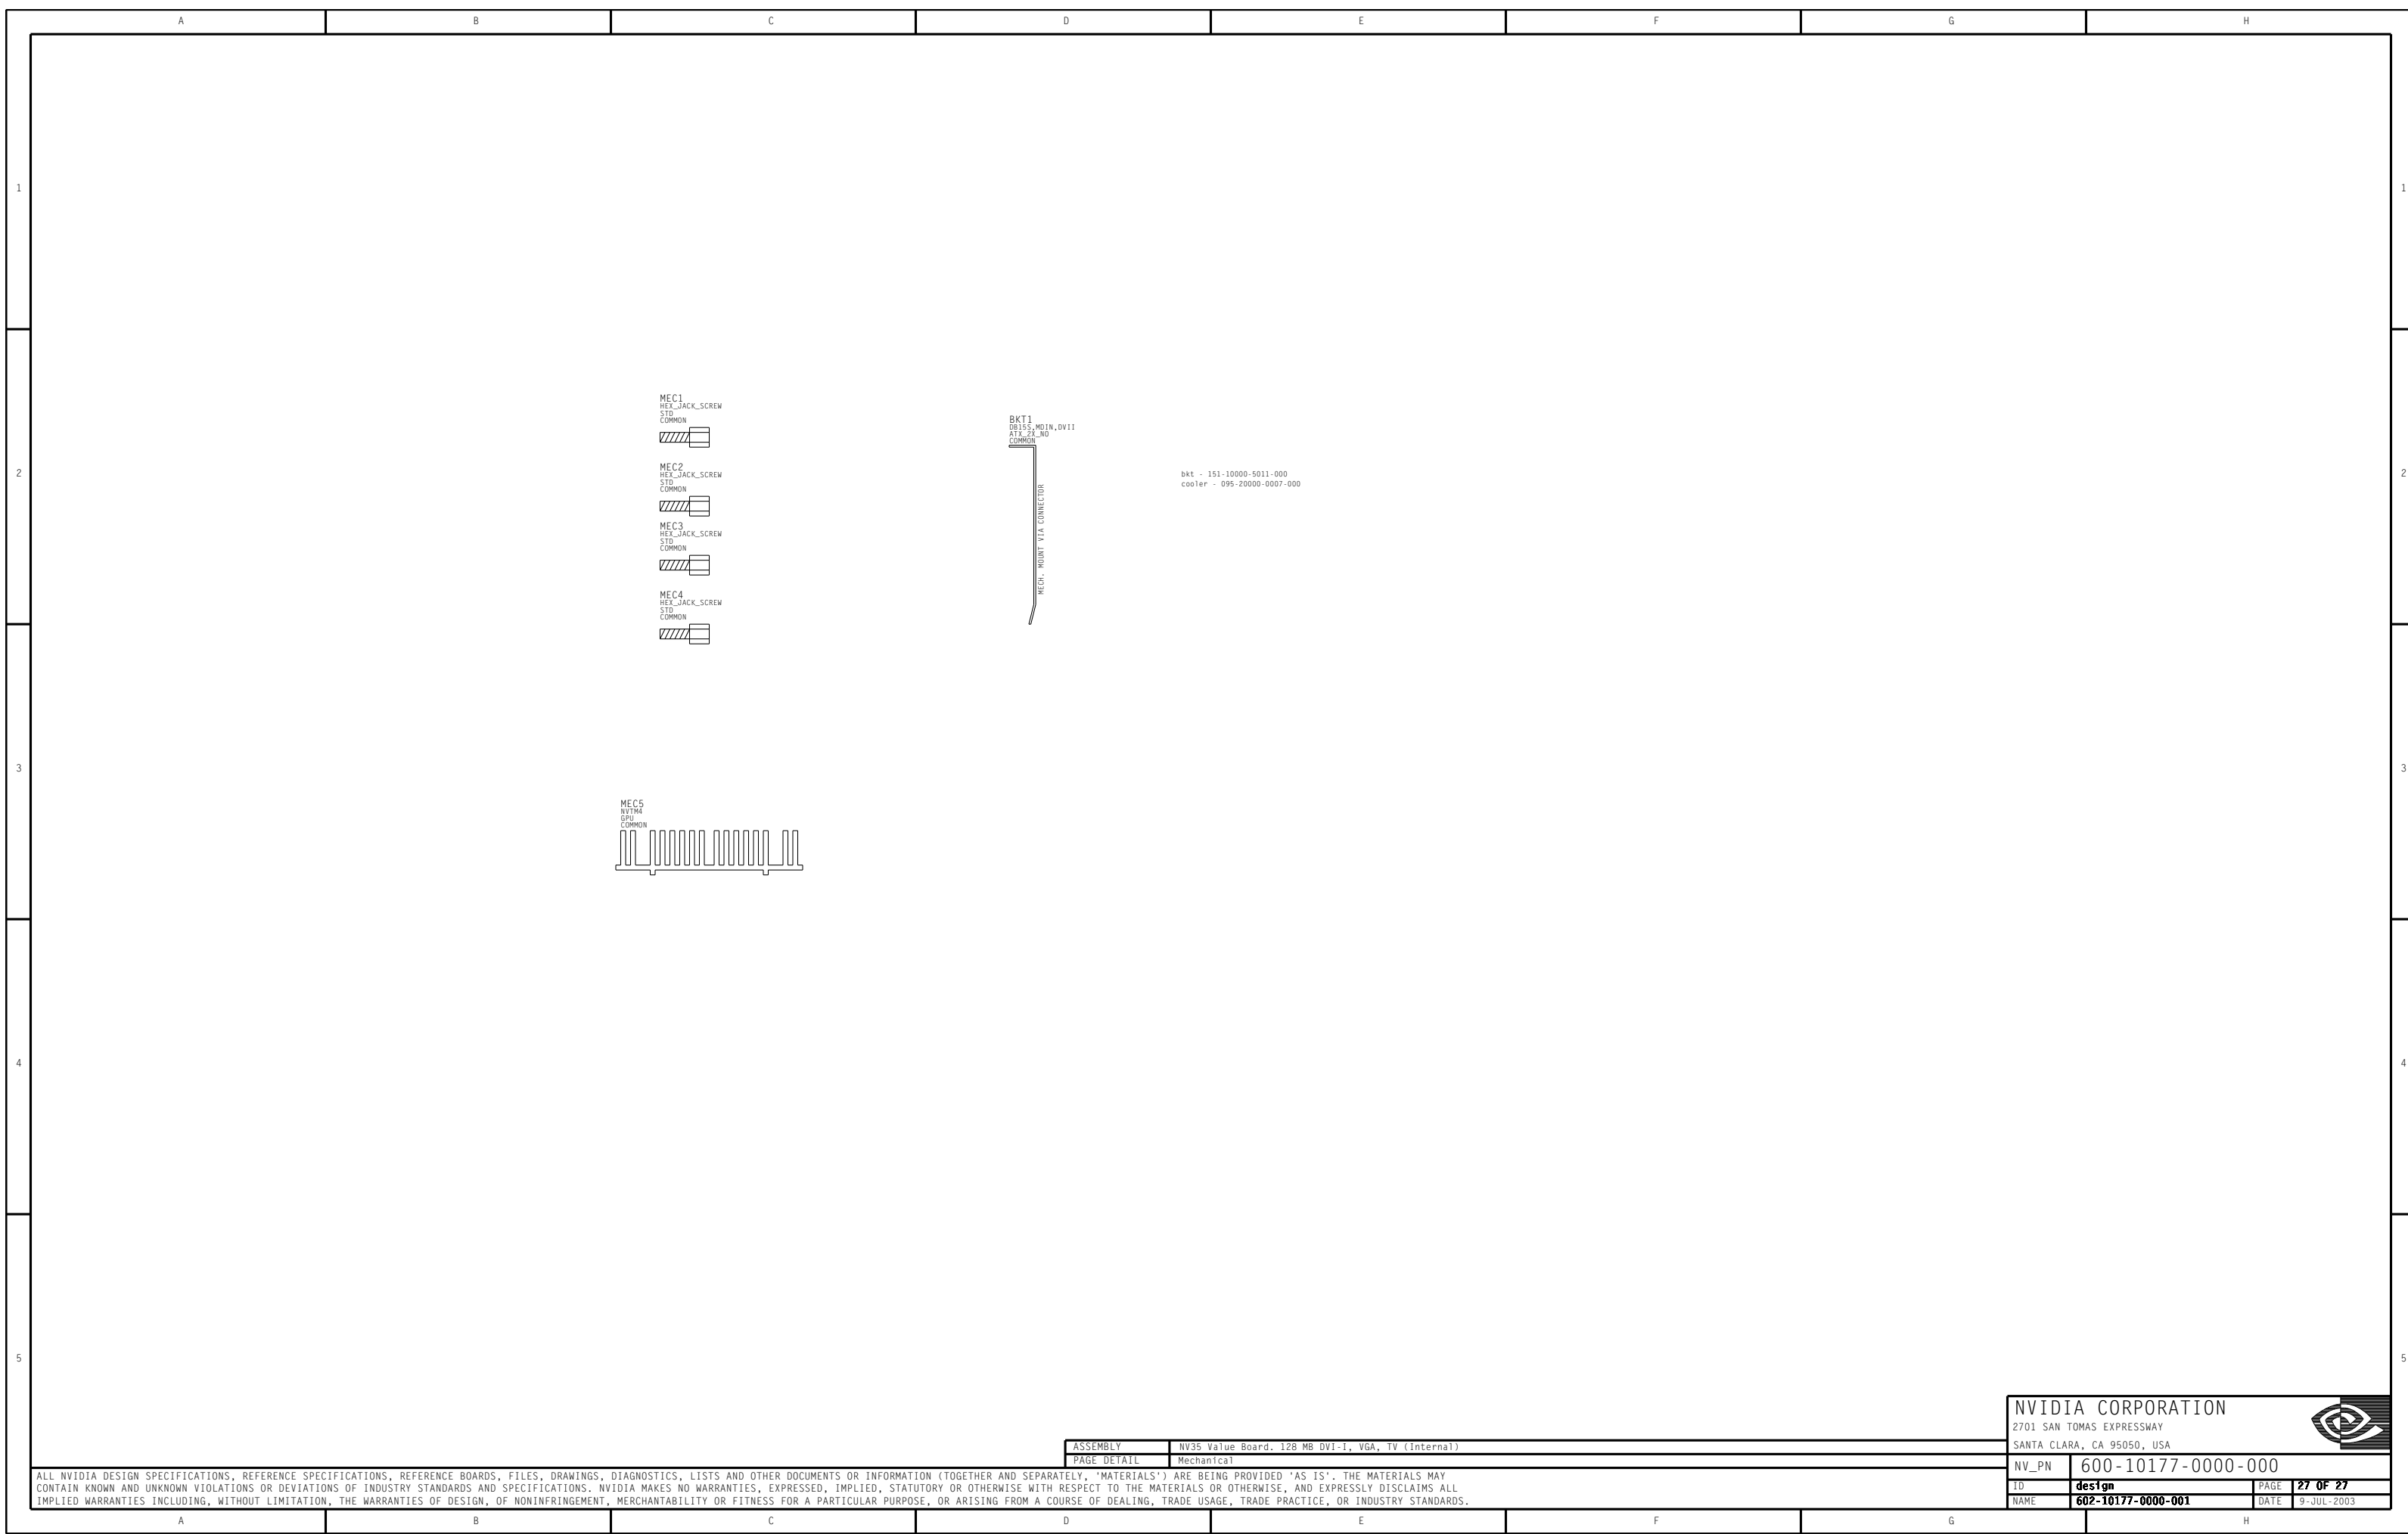 A B C D E F G H
1 1
MEC1
HEX_JACK_SCREW
STD
COMMON
BKT1
DB15S,MDIN,DVII
ATX_2X_NO
COMMON
MEC2
HEX_JACK_SCREW
STD
COMMON
2 2
bkt - 151-10000-5011-000
cooler - 095-20000-0007-000
MECH. MOUNT VIA CONNECTOR
MEC3
HEX_JACK_SCREW
STD
COMMON
MEC4
HEX_JACK_SCREW
STD
COMMON
3 3
MEC5
NVTM4
GPU
COMMON
4 4
5 5
NVIDIA CORPORATION
2701 SAN TOMAS EXPRESSWAY
SANTA CLARA, CA 95050, USA
ASSEMBLY NV35 Value Board. 128 MB DVI-I, VGA, TV (Internal)
PAGE DETAIL Mechanical
NV_PN 600-10177-0000-000
ALL NVIDIA DESIGN SPECIFICATIONS, REFERENCE SPECIFICATIONS, REFERENCE BOARDS, FILES, DRAWINGS, DIAGNOSTICS, LISTS AND OTHER DOCUMENTS OR INFORMATION (TOGETHER AND SEPARATELY, 'MATERIALS') ARE BEING PROVIDED 'AS IS'. THE MATERIALS MAY
CONTAIN KNOWN AND UNKNOWN VIOLATIONS OR DEVIATIONS OF INDUSTRY STANDARDS AND SPECIFICATIONS. NVIDIA MAKES NO WARRANTIES, EXPRESSED, IMPLIED, STATUTORY OR OTHERWISE WITH RESPECT TO THE MATERIALS OR OTHERWISE, AND EXPRESSLY DISCLAIMS ALL
IMPLIED WARRANTIES INCLUDING, WITHOUT LIMITATION, THE WARRANTIES OF DESIGN, OF NONINFRINGEMENT, MERCHANTABILITY OR FITNESS FOR A PARTICULAR PURPOSE, OR ARISING FROM A COURSE OF DEALING, TRADE USAGE, TRADE PRACTICE, OR INDUSTRY STANDARDS.
ID design PAGE 27 OF 27
NAME 602-10177-0000-001 DATE 9-JUL-2003
A B C D E F G H